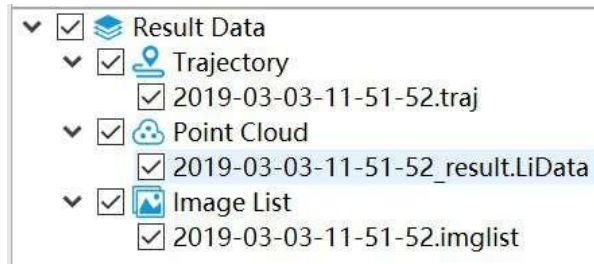 Result Data
Trajectory
2019-03-03-11-51-52.traj
Point Cloud
2019-03-03-11-51-52_result.LiData
Image List
2019-03-03-11-51-52.imglist